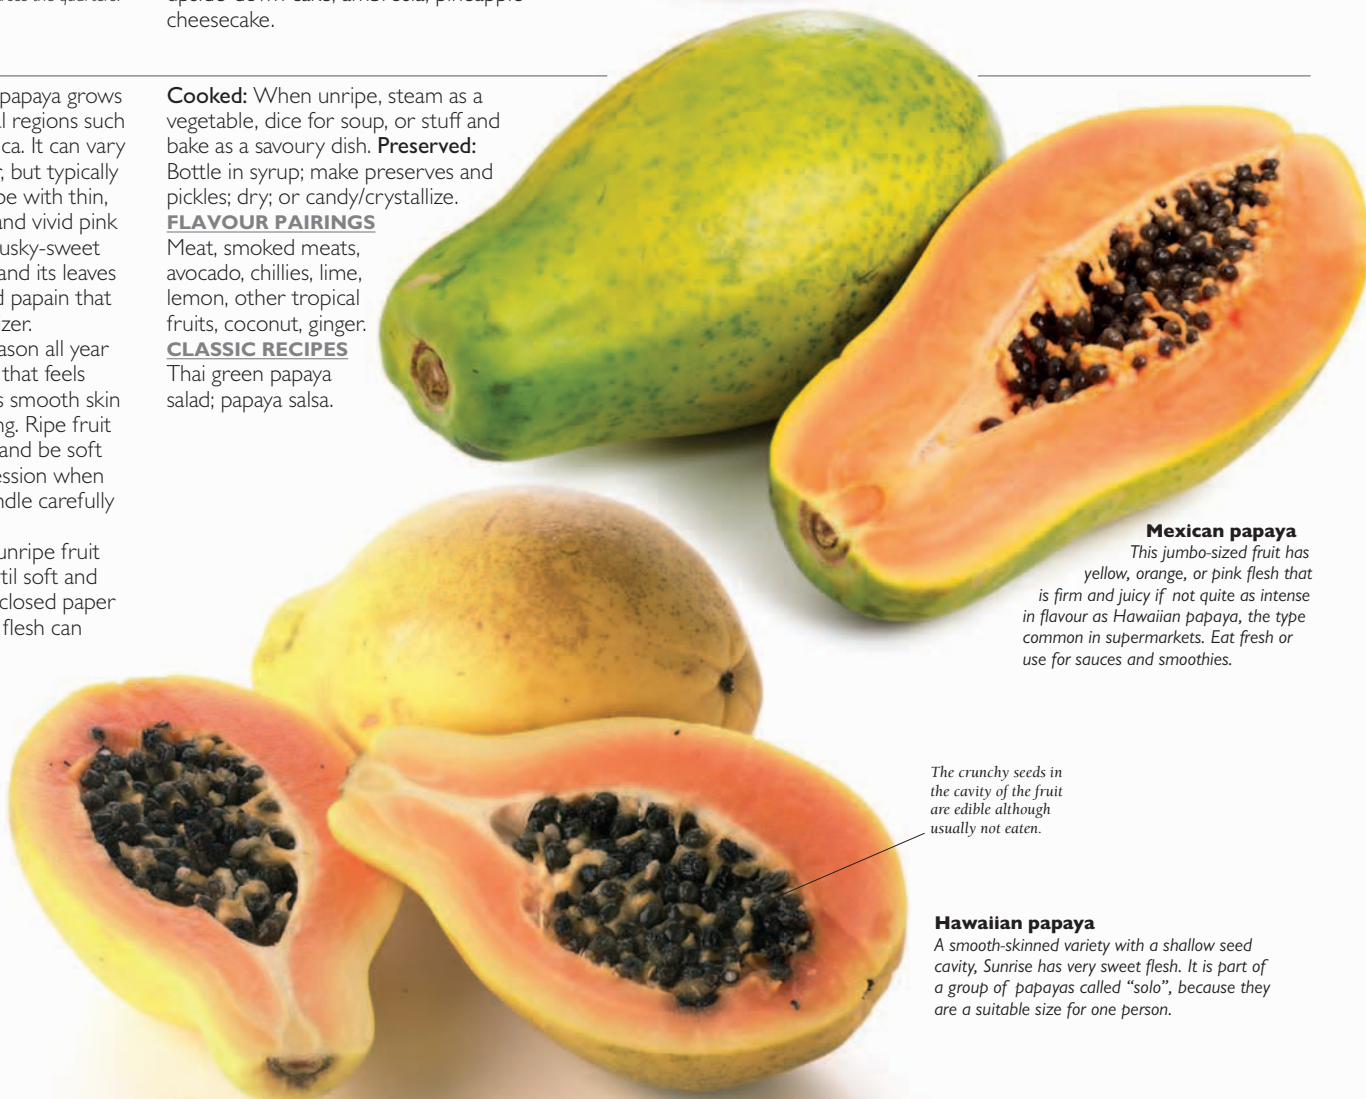 cheesecake.
papaya grows
regions such
It can vary
but typically
with thin,
and vivid pink
and its leaves
papain that
all year
that feels
smooth skin
Ripe fruit
and be soft
when
carefully
unripe fruit
soft and
closed paper
flesh can
Cooked: When unripe, steam as a
vegetable, dice for soup, or stuff and
bake as a savoury dish. Preserved:
Bottle in syrup; make preserves and
pickles; dry; or candy/crystallize.
FLAVOUR PAIRINGS
Meat, smoked meats,
avocado, chillies, lime,
lemon, other tropical
fruits, coconut, ginger.
CLASSIC RECIPES
Thai green papaya
salad; papaya salsa.
Mexican papaya
This jumbo-sized fruit has
yellow, orange, or pink flesh that
is firm and juicy if not quite as intense
in flavour as Hawaiian papaya, the type
common in supermarkets. Eat fresh or
use for sauces and smoothies.
The crunchy seeds in
the cavity of the fruit
are edible although
usually not eaten.
Hawaiian papaya
A smooth-skinned variety with a shallow seed
cavity, Sunrise has very sweet flesh. It is part of
a group of papayas called “solo”, because they
are a suitable size for one person.